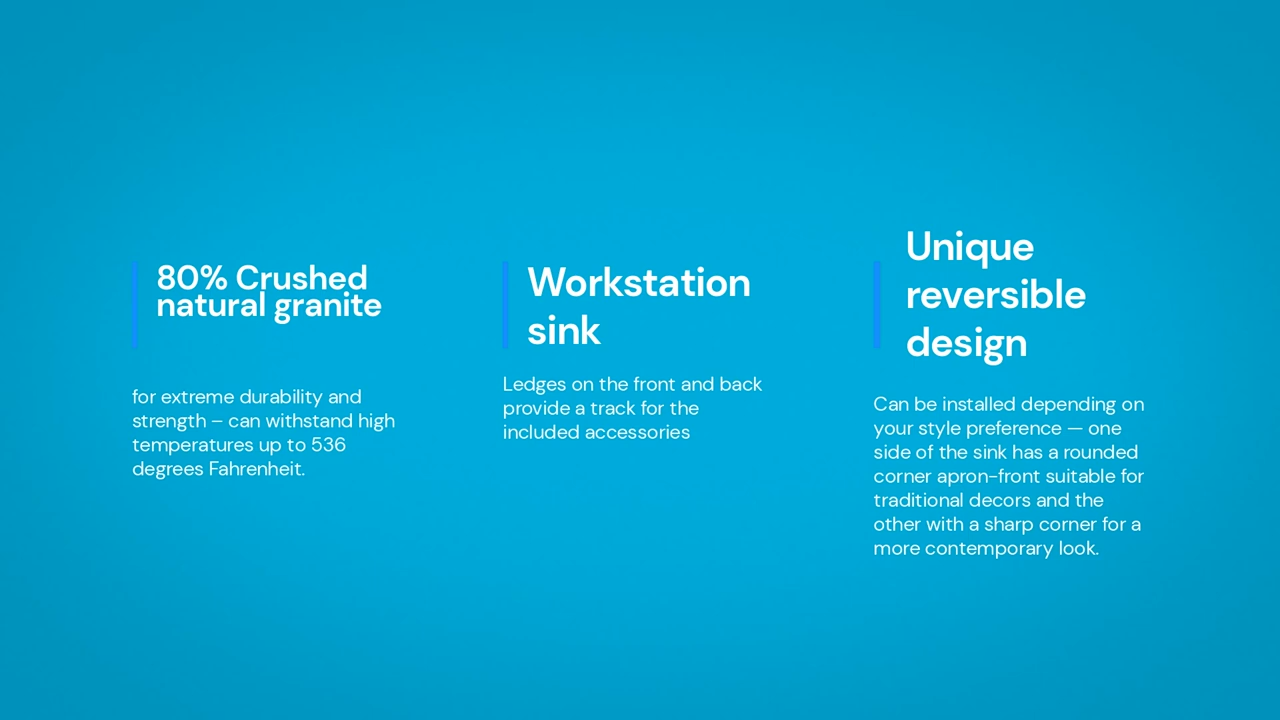 80% Crushed
natural granite
for extreme durability and
strength – can withstand high
temperatures up to 536
degrees Fahrenheit.
Workstation
sink
Ledges on the front and back
provide a track for the
included accessories
Unique
reversible
design
Can be installed depending on
your style preference — one
side of the sink has a rounded
corner apron-front suitable for
traditional decors and the
other with a sharp corner for a
more contemporary look.